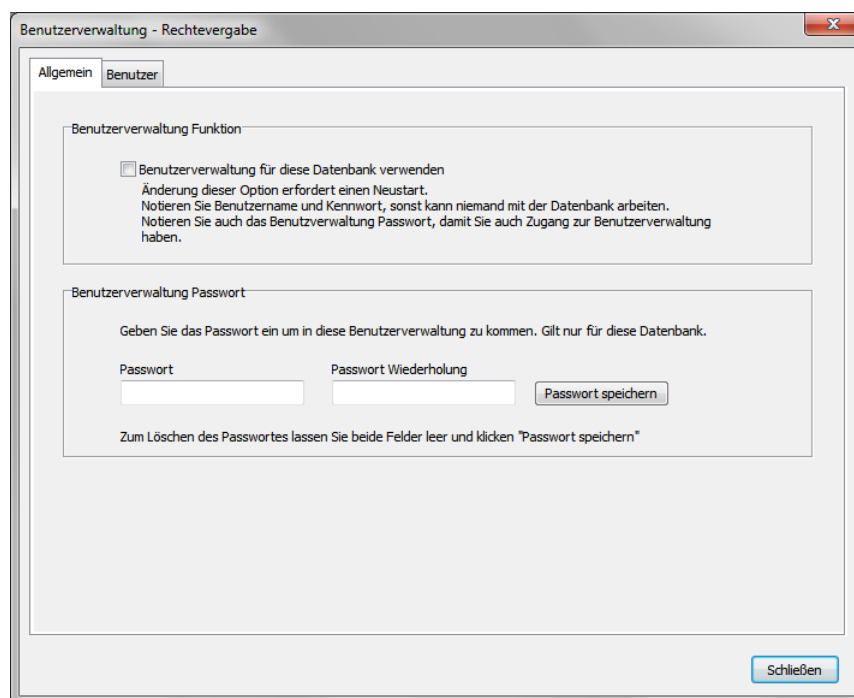 Benutzerverwaltung - Rechtevergabe
Allgemein
Benutzer
Benutzerverwaltung Funktion
Benutzerverwaltung für diese Datenbank verwenden
Änderung dieser Option erfordert einen Neustart.
Notieren Sie Benutzername und Kennwort, sonst kann niemand mit der Datenbank arbeiten.
Notieren Sie auch das Benutzverwaltung Passwort, damit Sie auch Zugang zur Benutzerverwaltung
haben.
Benutzerverwaltung Passwort
Geben Sie das Passwort ein um in diese Benutzerverwaltung zu kommen. Gilt nur für diese Datenbank.
Passwort
Passwort Wiederholung
Passwort speichern
Zum Löschen des Passwortes lassen Sie beide Felder leer und klicken "Passwort speichern"
Schließen